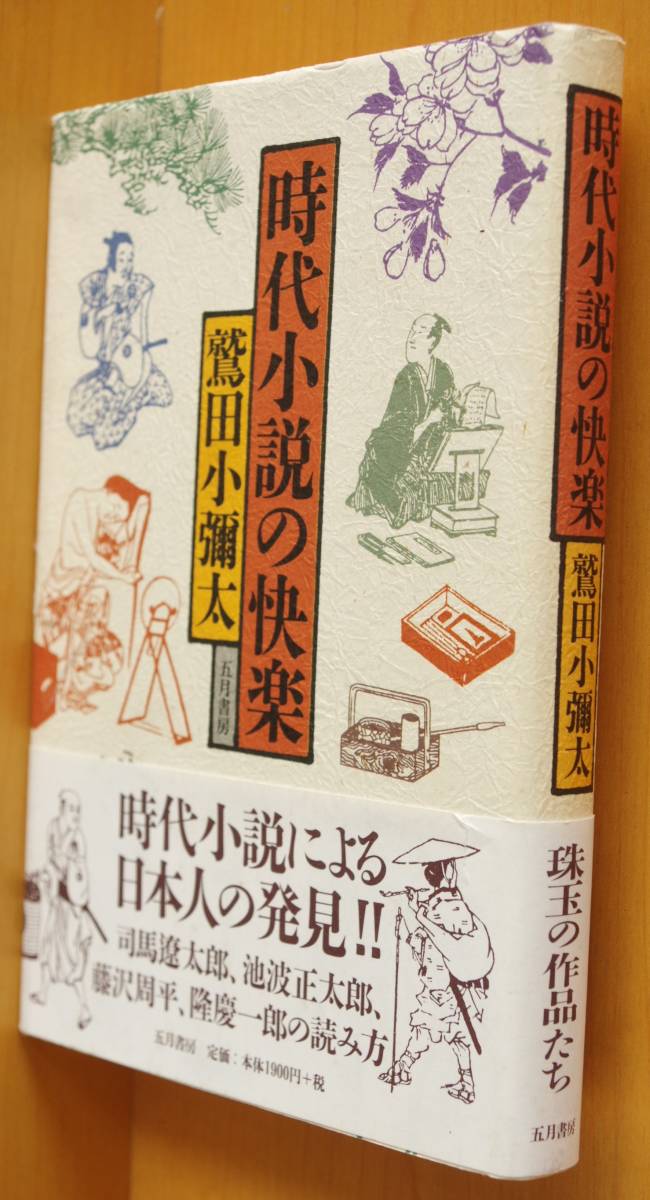 時代小説の快楽
鷲田小彌太
五月書房
時代小説による
日本人の発見!!
司馬遼太郎、池波正太郎、
藤沢周平、隆慶一郎の読み方
五月書房 定価:本体1900円+税
時代小説の快楽
鷲田小彌太
珠玉の作品たち
五月書房